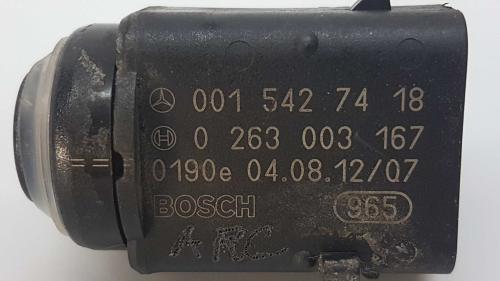 001 542 74 18
0 263 003 167
0190e 04.08.12/07
BOSCH 965